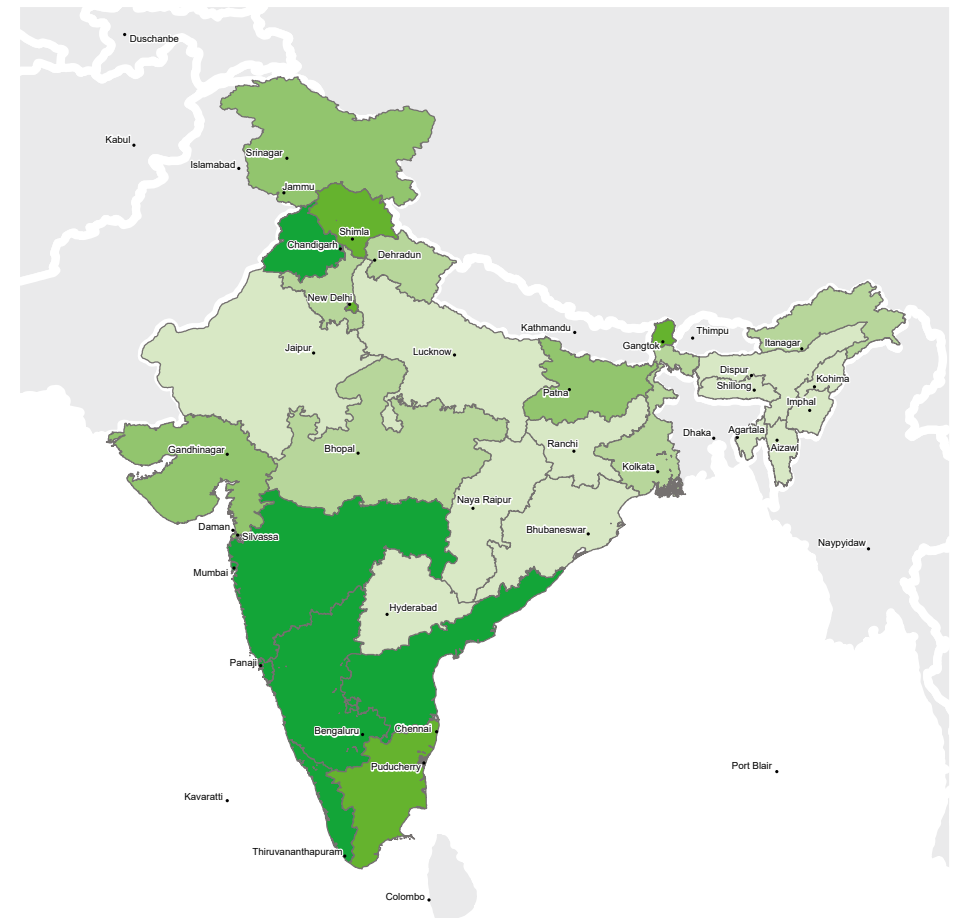 Duschanbe
Kabul
Srinagar
Islamabad
Jammu
Shimla
Chandigarh
Dehradun
New Delhi
Kathmandu
Thimpu
Gangtok
Itanagar
Jaipur
Lucknow
Dispur
Kohima
Shillong
Patna
Imphal
Agartala
Dhaka
Ranchi
Aizawl
Gandhinagar
Bhopal
Kolkata
Naya Raipur
Daman
Silvassa
Bhubaneswar
Naypyidaw
Mumbai
Hyderabad
Panaji
Bengaluru
Chennai
Puducherry
Port Blair
Kavaratti
Thiruvananthapuram
Colombo